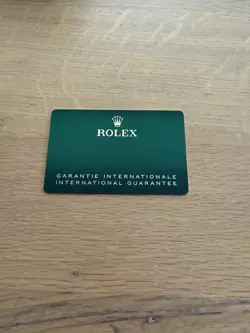 ROLEX
GARANTIE INTERNATIONALE
INTERNATIONAL GUARANTEE